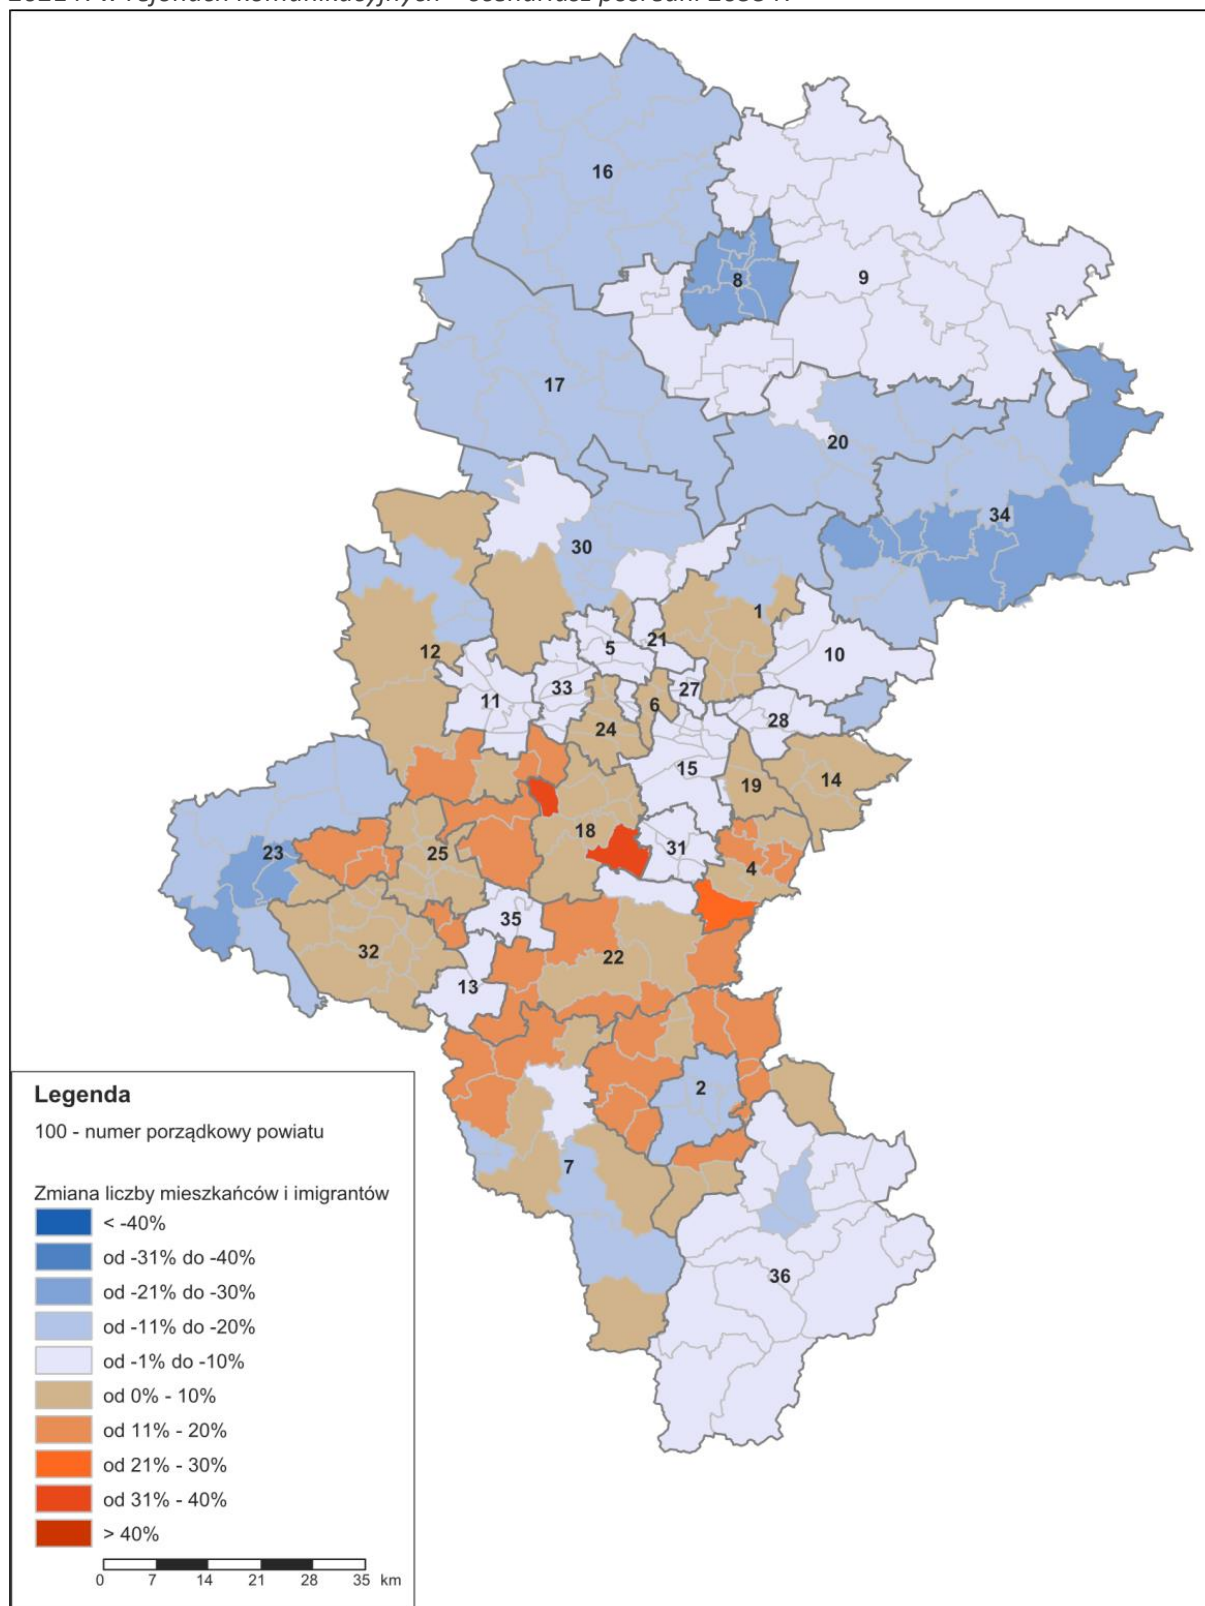 2021 r. w rejonach komunikacyjnych – scenariusz pośredni 2055 r.
16
8
9
17
20
34
30
1
12
5
21
10
11
33
27
6
28
24
15
19
14
18
31
23
25
4
35
32
22
13
2
7
36
Legenda
100 - numer porządkowy powiatu
Zmiana liczby mieszkańców i imigrantów
< -40%
od -31% do -40%
od -21% do -30%
od -11% do -20%
od -1% do -10%
od 0% - 10%
od 11% - 20%
od 21% - 30%
od 31% - 40%
> 40%
0 7 14 21 28 35 km